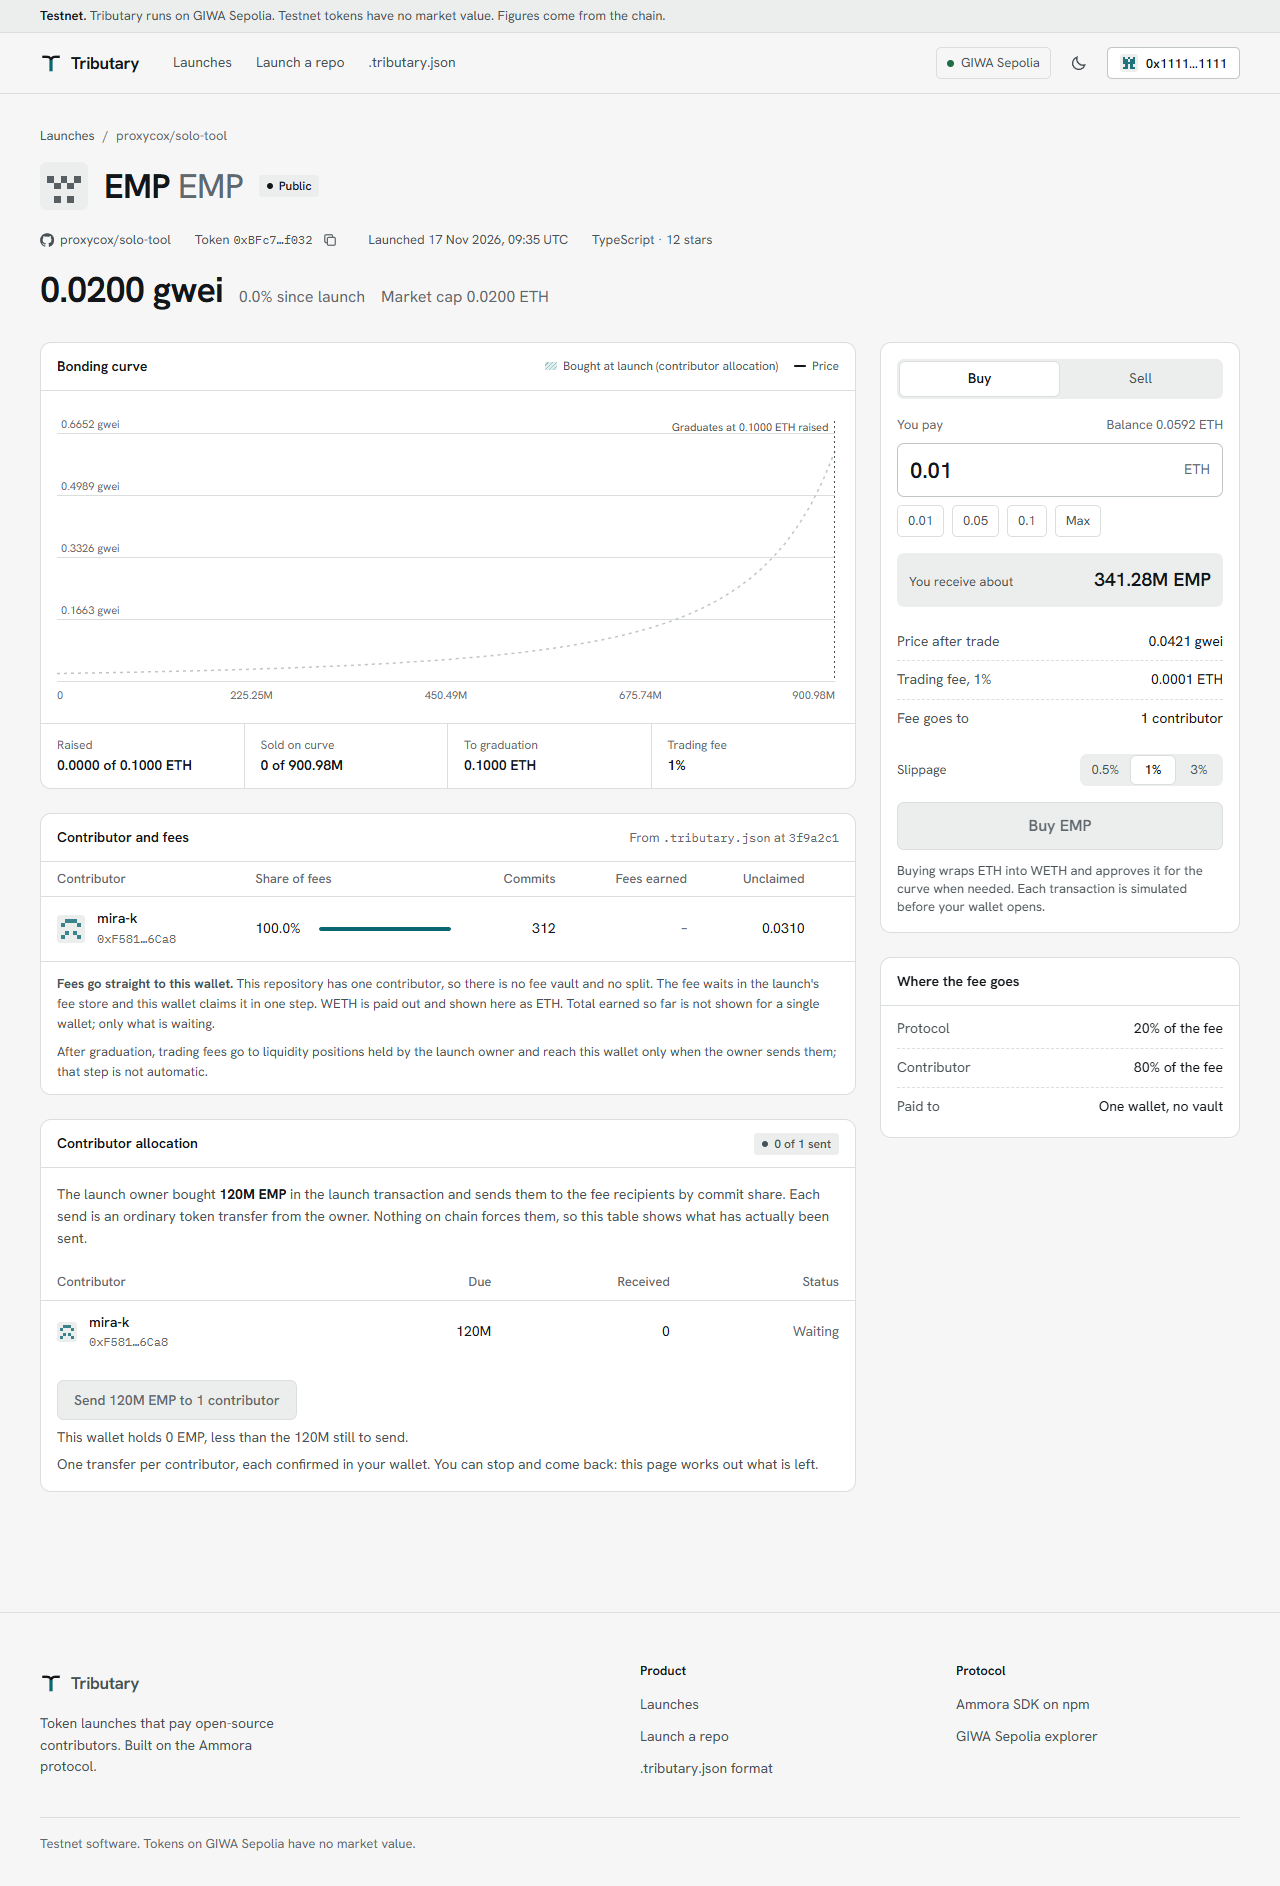 Testnet. Tributary runs on GIWA Sepolia. Testnet tokens have no market value. Figures come from the chain.
Tributary
Launches
Launch a repo
.tributary.json
GIWA Sepolia
0x1111…1111
Launches / proxycox/solo-tool
EMP EMP
Public
proxycox/solo-tool
Token 0xBFc7…f032
Launched 17 Nov 2026, 09:35 UTC
TypeScript · 12 stars
0.0200 gwei 0.0% since launch Market cap 0.0200 ETH
Bonding curve
Bought at launch (contributor allocation)
Price
0.6652 gwei
Graduates at 0.1000 ETH raised
0.4989 gwei
0.3326 gwei
0.1663 gwei
0
225.25M
450.49M
675.74M
900.98M
Raised
0.0000 of 0.1000 ETH
Sold on curve
0 of 900.98M
To graduation
0.1000 ETH
Trading fee
1%
Contributor and fees
From .tributary.json at 3f9a2c1
Contributor
Share of fees
Commits
Fees earned
Unclaimed
mira-k
0xF581…6Ca8
100.0%
312
–
0.0310
Fees go straight to this wallet. This repository has one contributor, so there is no fee vault and no split. The fee waits in the launch's
fee store and this wallet claims it in one step. WETH is paid out and shown here as ETH. Total earned so far is not shown for a single
wallet; only what is waiting.
After graduation, trading fees go to liquidity positions held by the launch owner and reach this wallet only when the owner sends them;
that step is not automatic.
Contributor allocation
0 of 1 sent
The launch owner bought 120M EMP in the launch transaction and sends them to the fee recipients by commit share. Each
send is an ordinary token transfer from the owner. Nothing on chain forces them, so this table shows what has actually been
sent.
Contributor
Due
Received
Status
mira-k
0xF581…6Ca8
120M
0
Waiting
Send 120M EMP to 1 contributor
This wallet holds 0 EMP, less than the 120M still to send.
One transfer per contributor, each confirmed in your wallet. You can stop and come back: this page works out what is left.
Buy
Sell
You pay
Balance 0.0592 ETH
0.01
ETH
0.01
0.05
0.1
Max
You receive about
341.28M EMP
Price after trade
0.0421 gwei
Trading fee, 1%
0.0001 ETH
Fee goes to
1 contributor
Slippage
0.5%
1%
3%
Buy EMP
Buying wraps ETH into WETH and approves it for the
curve when needed. Each transaction is simulated
before your wallet opens.
Where the fee goes
Protocol
20% of the fee
Contributor
80% of the fee
Paid to
One wallet, no vault
Tributary
Token launches that pay open-source
contributors. Built on the Ammora
protocol.
Product
Launches
Launch a repo
.tributary.json format
Protocol
Ammora SDK on npm
GIWA Sepolia explorer
Testnet software. Tokens on GIWA Sepolia have no market value.